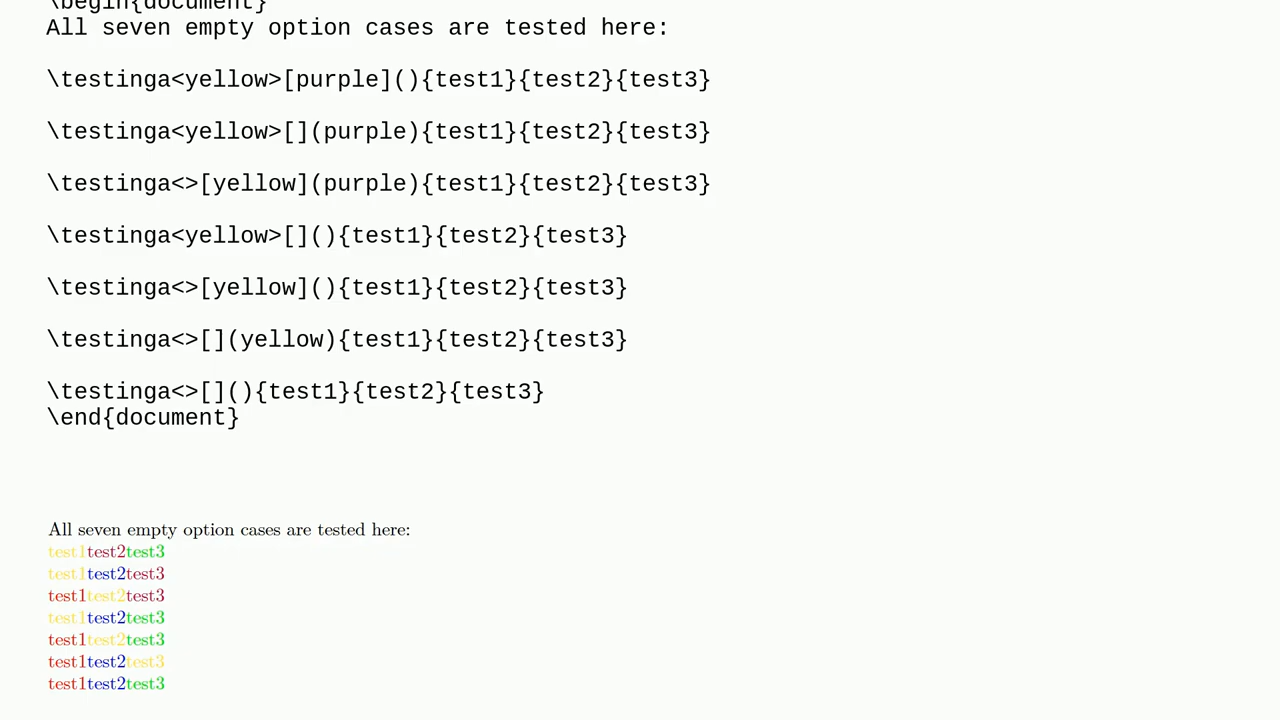 \begin{document}
All seven empty option cases are tested here:
\testinga<yellow>[purple](){test1}{test2}{test3}
\testinga<yellow>[](purple){test1}{test2}{test3}
\testinga<>[yellow](purple){test1}{test2}{test3}
\testinga<yellow>[](){test1}{test2}{test3}
\testinga<>[yellow](){test1}{test2}{test3}
\testinga<>[](yellow){test1}{test2}{test3}
\testinga<>[](){test1}{test2}{test3}
\end{document}
All seven empty option cases are tested here:
test1test2test3
test1test2test3
test1test2test3
test1test2test3
test1test2test3
test1test2test3
test1test2test3